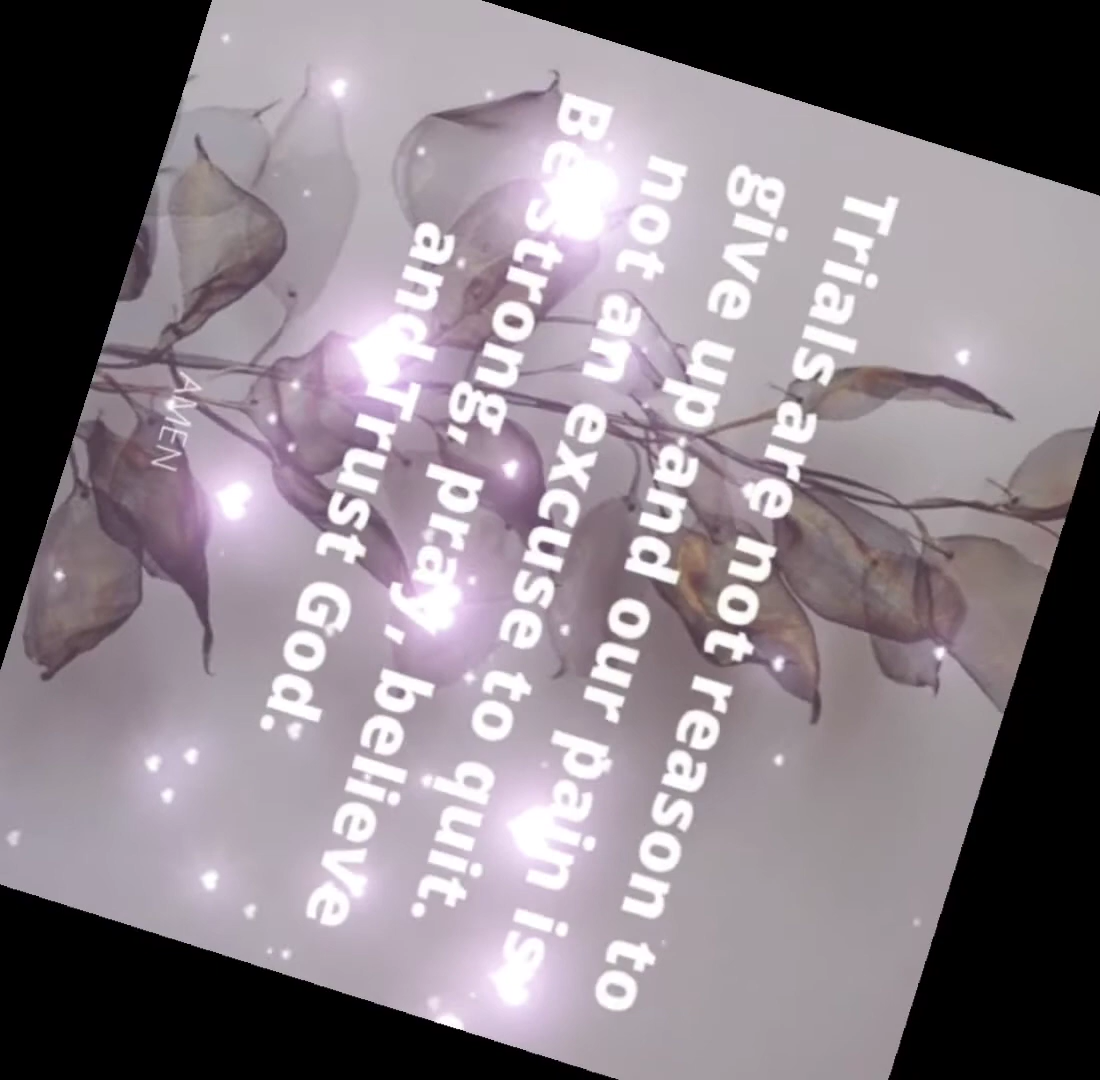 Trials are not reason to
give up and our pain is
not an excuse to quit.
Be strong, pray, believe
and Trust God.
AMEN